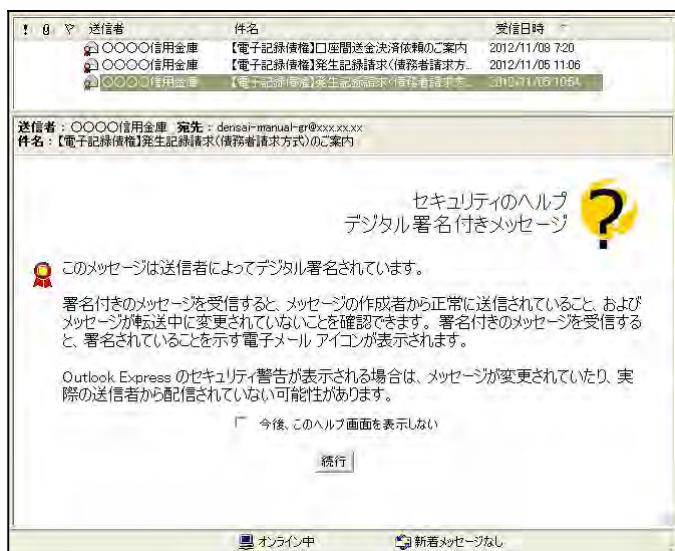 送信者 件名 受信日時
〇〇〇〇信用金庫 【電子記録債権】口座間送金決済依頼のご案内 2012/11/08 7:20
〇〇〇〇信用金庫 【電子記録債権】発生記録請求(債務者請求方... 2012/11/05 11:06
〇〇〇〇信用金庫 【電子記録債権】発生記録請求(債務者請求方... 2012/11/05 10:54
送信者:〇〇〇〇信用金庫 宛先:densai-manual-gr@xxx.xx.xx
件名:【電子記録債権】発生記録請求(債務者請求方式)のご案内
セキュリティのヘルプ
デジタル署名付きメッセージ
このメッセージは送信者によってデジタル署名されています。
署名付きのメッセージを受信すると、メッセージの作成者から正常に送信されていること、および
メッセージが転送中に変更されていないことを確認できます。署名付きのメッセージを受信する
と、署名されていることを示す電子メール アイコンが表示されます。
Outlook Express のセキュリティ警告が表示される場合は、メッセージが変更されていたり、実
際の送信者から配信されていない可能性があります。
今後、このヘルプ画面を表示しない
続行
オンライン中 新着メッセージなし